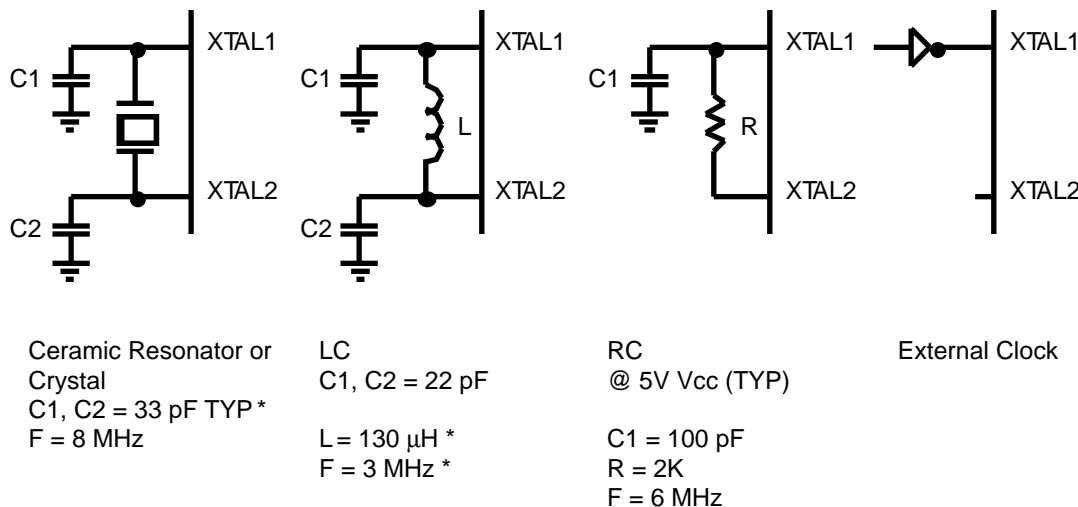 XTAL1
C1
XTAL2
C2
XTAL1
C1
L
XTAL2
C2
XTAL1
C1
R
XTAL2
XTAL1
XTAL2
Ceramic Resonator or
Crystal
C1, C2 = 33 pF TYP *
F = 8 MHz
LC
C1, C2 = 22 pF
L = 130 μH *
F = 3 MHz *
RC
@ 5V Vcc (TYP)
C1 = 100 pF
R = 2K
F = 6 MHz
External Clock